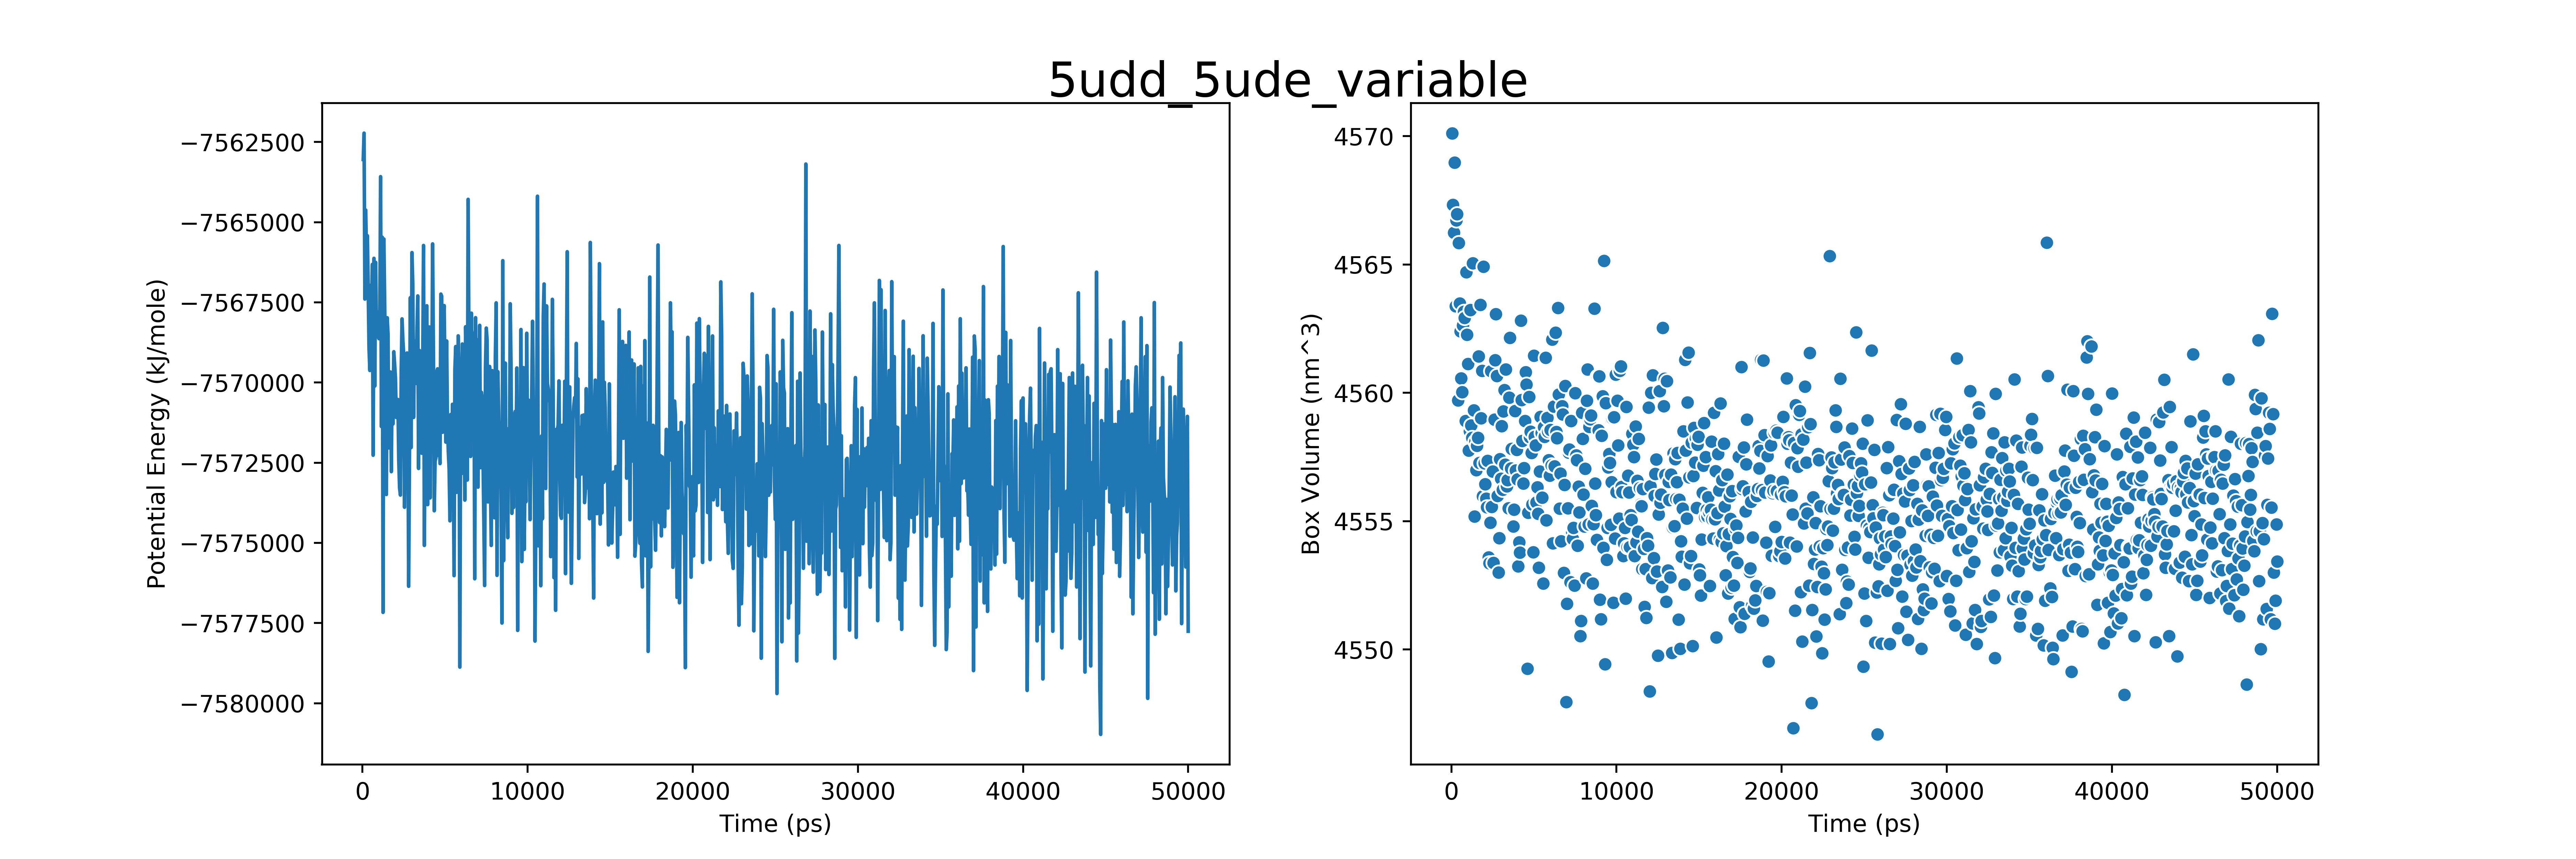 5udd_5ude_variable
Potential Energy (kJ/mole)
−7562500
−7565000
−7567500
−7570000
−7572500
−7575000
−7577500
−7580000
0 10000 20000 30000 40000 50000
Time (ps)
Box Volume (nm^3)
4570
4565
4560
4555
4550
0 10000 20000 30000 40000 50000
Time (ps)